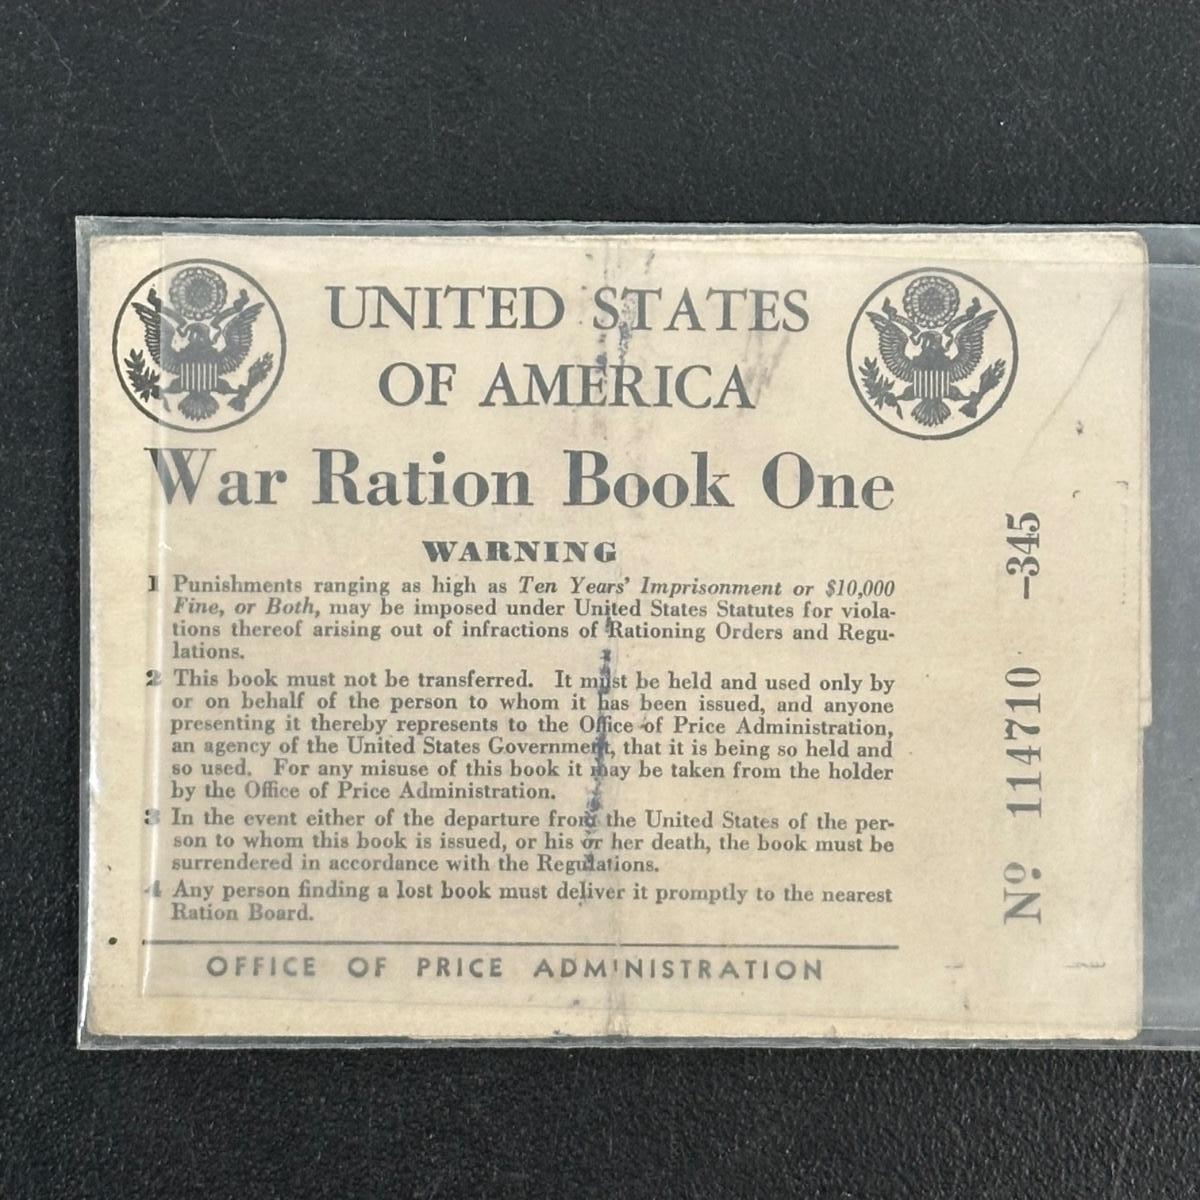 UNITED STATES
OF AMERICA
War Ration Book One
WARNING
1 Punishments ranging as high as Ten Years' Imprisonment or $10,000
Fine, or Both, may be imposed under United States Statutes for viola-
tions thereof arising out of infractions of Rationing Orders and Regu-
lations.
2 This book must not be transferred. It must be held and used only by
or on behalf of the person to whom it has been issued, and anyone
presenting it thereby represents to the Office of Price Administration,
an agency of the United States Government, that it is being so held and
so used. For any misuse of this book it may be taken from the holder
by the Office of Price Administration.
3 In the event either of the departure from the United States of the per-
son to whom this book is issued, or his or her death, the book must be
surrendered in accordance with the Regulations.
4 Any person finding a lost book must deliver it promptly to the nearest
Ration Board.
OFFICE OF PRICE ADMINISTRATION
Nº 114710 -345